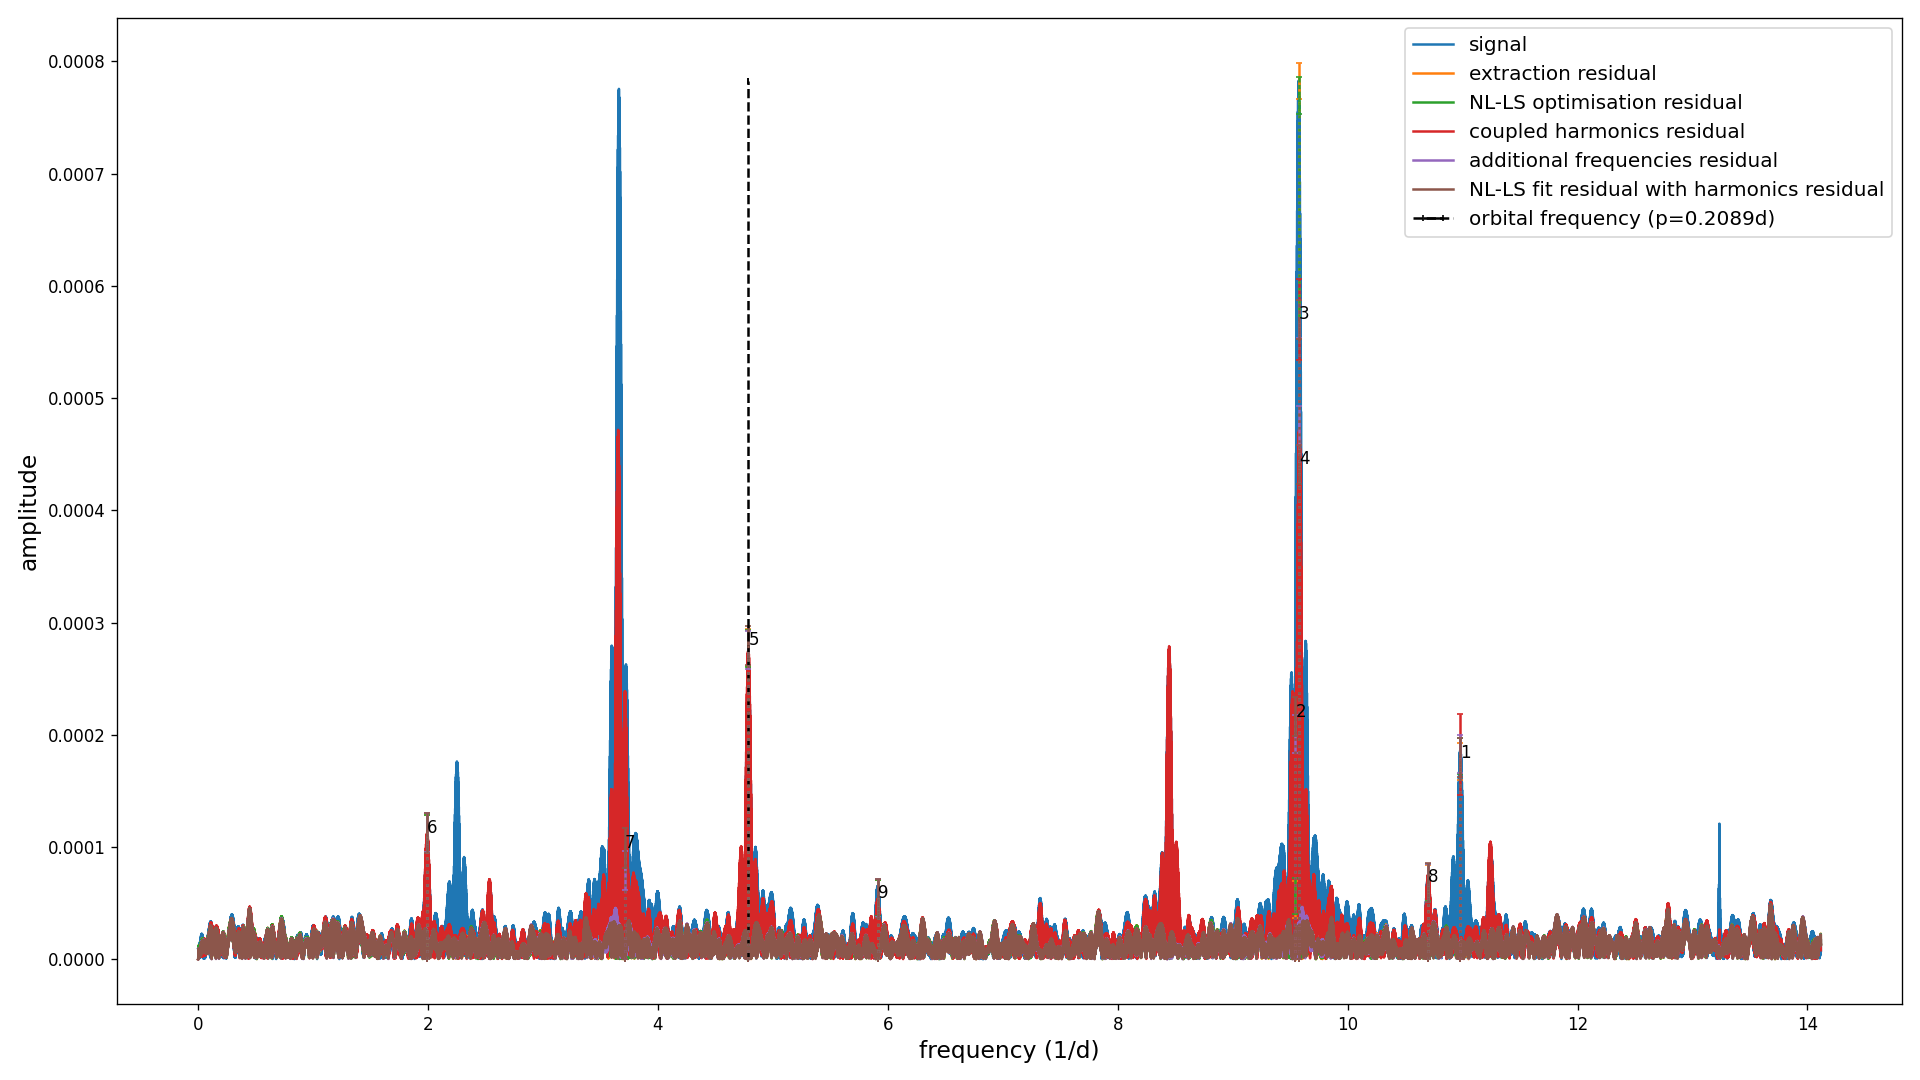 signal
extraction residual
NL-LS optimisation residual
coupled harmonics residual
additional frequencies residual
NL-LS fit residual with harmonics residual
orbital frequency (p=0.2089d)
0.0008
0.0007
0.0006
0.0005
0.0004
0.0003
0.0002
0.0001
0.0000
amplitude
3
4
5
2
1
6
7
8
9
0
2
4
6
8
10
12
14
frequency (1/d)